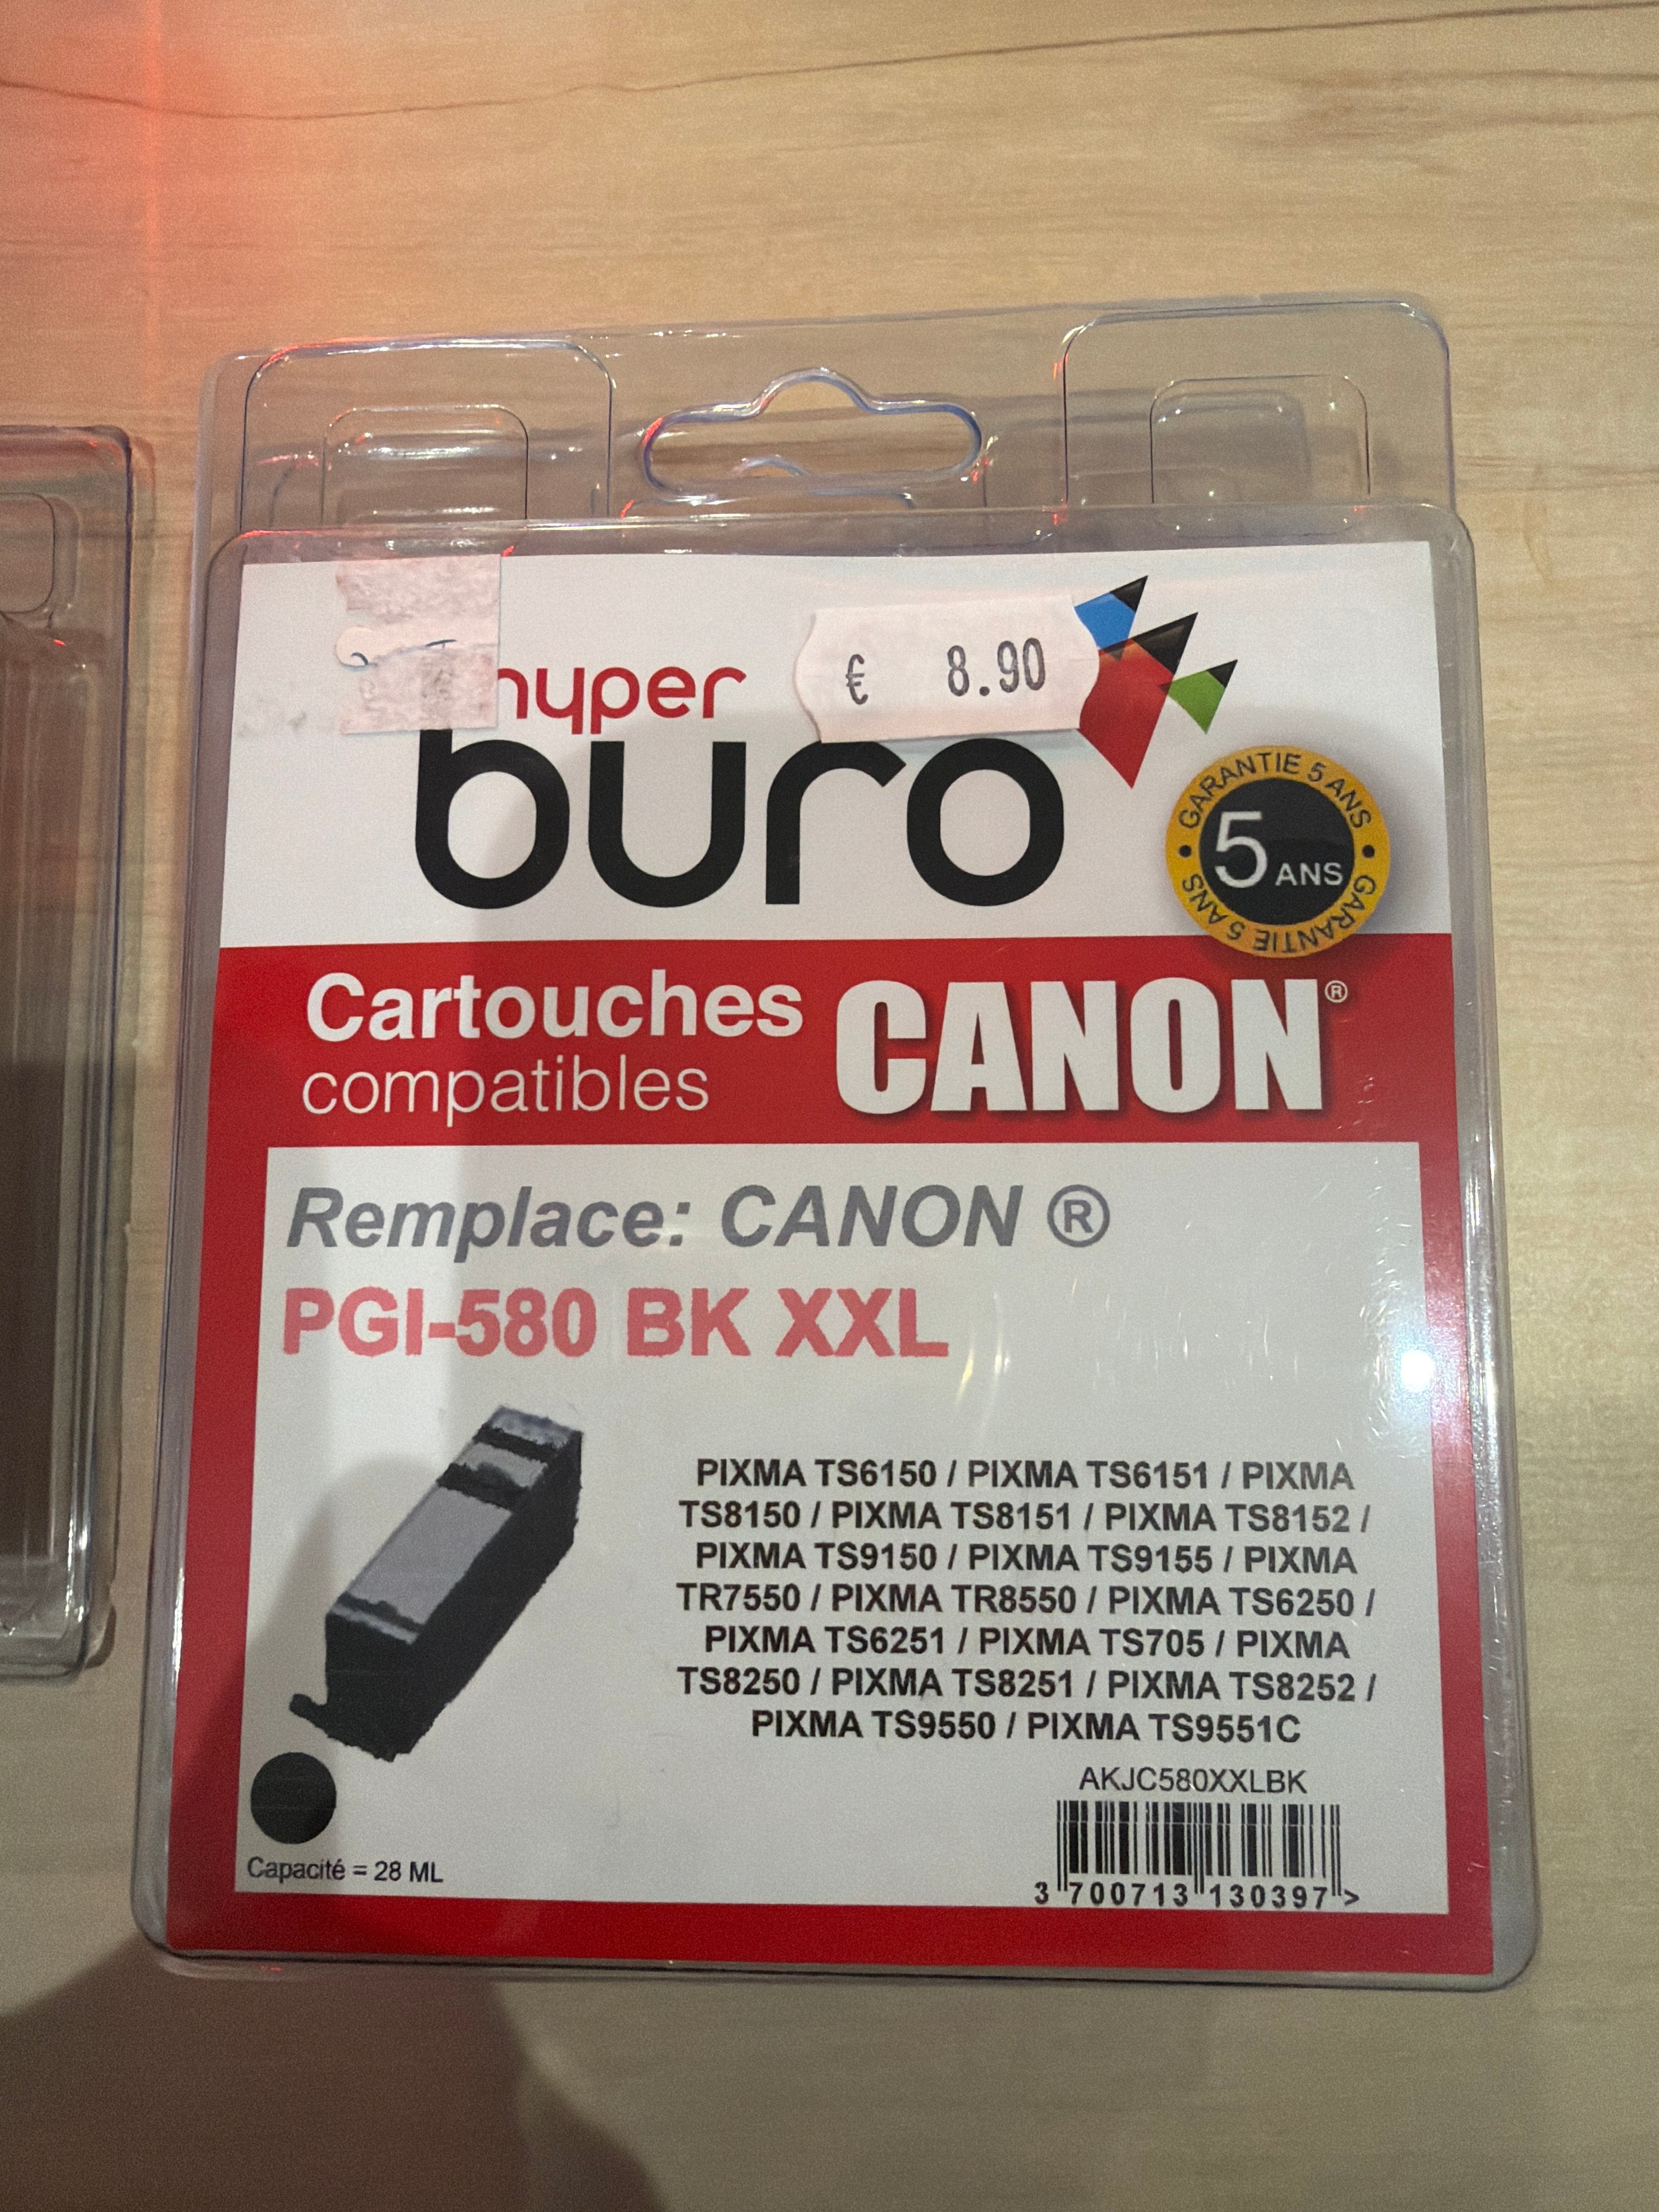 hyper
€ 8.90
buro
GARANTIE 5 ANS
5 ANS
GARANTIE 5 ANS
Cartouches
compatibles
CANON®
Remplace: CANON ®
PGI-580 BK XXL
PIXMA TS6150 / PIXMA TS6151 / PIXMA
TS8150 / PIXMA TS8151 / PIXMA TS8152 /
PIXMA TS9150 / PIXMA TS9155 / PIXMA
TR7550 / PIXMA TR8550 / PIXMA TS6250 /
PIXMA TS6251 / PIXMA TS705 / PIXMA
TS8250 / PIXMA TS8251 / PIXMA TS8252 /
PIXMA TS9550 / PIXMA TS9551C
AKJC580XXLBK
Capacité = 28 ML
3 700713 130397 >